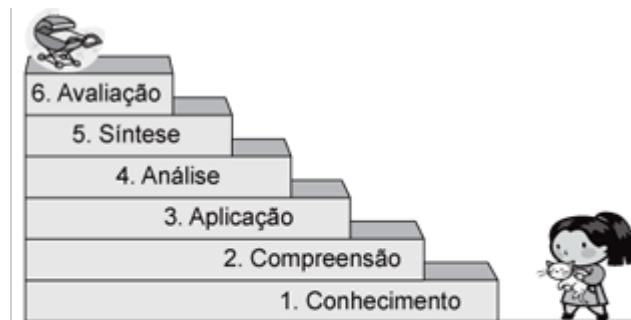 6. Avaliação
5. Síntese
4. Análise
3. Aplicação
2. Compreensão
1. Conhecimento